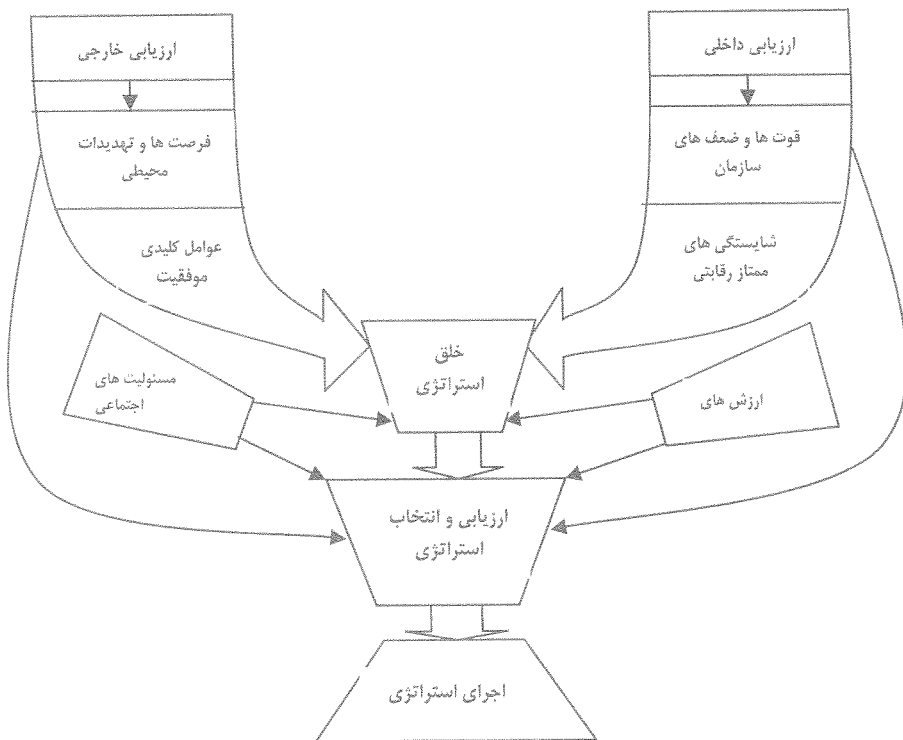 ارزیابی داخلی
ارزیابی خارجی
قوت ها و ضعف های
سازمان
فرصت ها و تهدیدات
محیطی
شایستگی های
ممتاز رقابتی
عوامل کلیدی
موفقیت
خلق
استراتژی
ارزش های
مسئولیت های
اجتماعی
ارزیابی و انتخاب
استراتژی
اجرای استراتژی